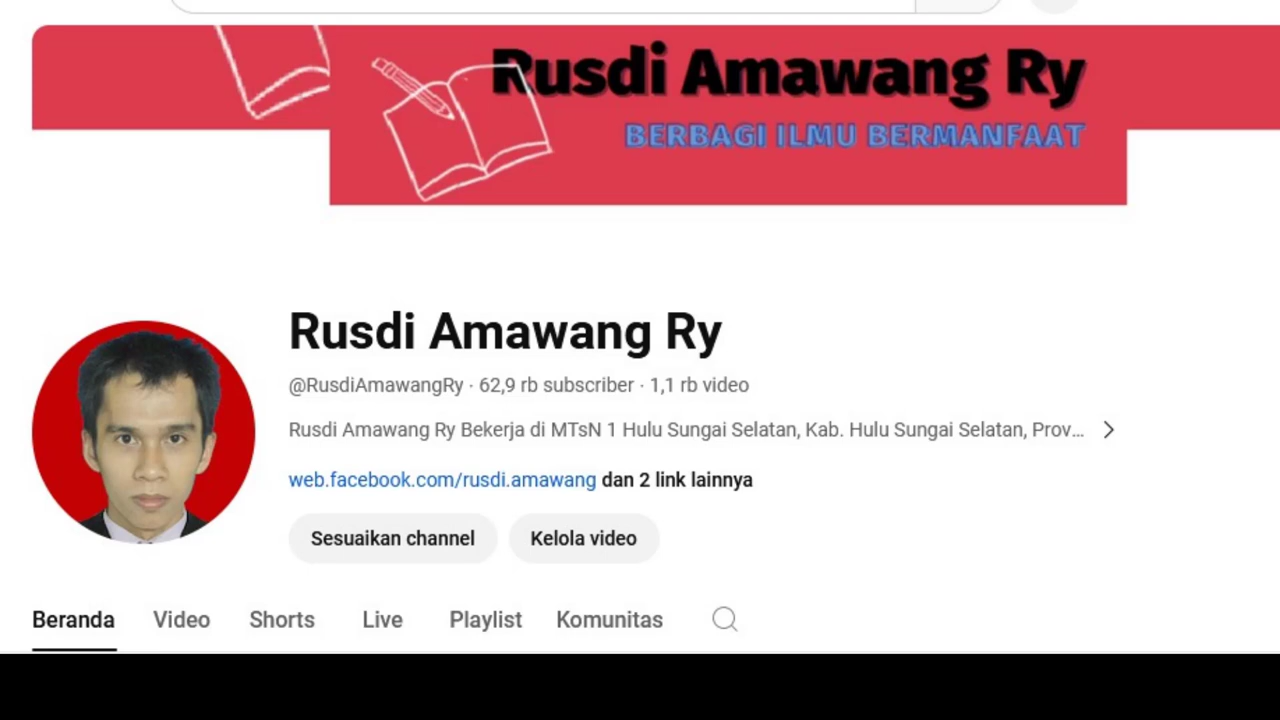 Rusdi Amawang Ry
BERBAGI ILMU BERMANFAAT
Rusdi Amawang Ry
@RusdiAmawangRy · 62,9 rb subscriber · 1,1 rb video
Rusdi Amawang Ry Bekerja di MTsN 1 Hulu Sungai Selatan, Kab. Hulu Sungai Selatan, Prov...
web.facebook.com/rusdi.amawang dan 2 link lainnya
Sesuaikan channel Kelola video
Beranda Video Shorts Live Playlist Komunitas